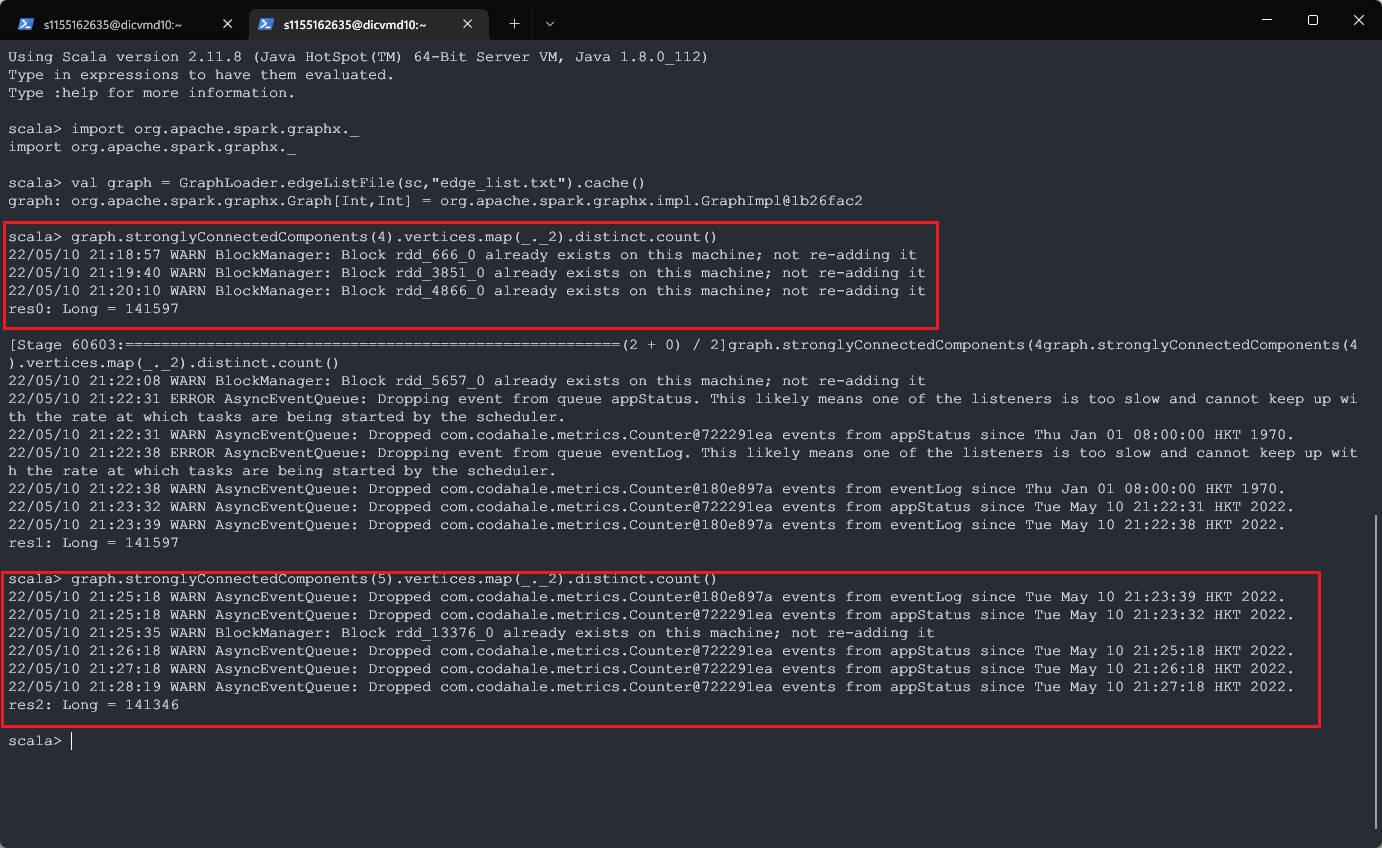 s1155162635@dicvmd10:~
s1155162635@dicvmd10:~
Using Scala version 2.11.8 (Java HotSpot(TM) 64-Bit Server VM, Java 1.8.0_112)
Type in expressions to have them evaluated.
Type :help for more information.
scala> import org.apache.spark.graphx._
import org.apache.spark.graphx._
scala> val graph = GraphLoader.edgeListFile(sc,"edge_list.txt").cache()
graph: org.apache.spark.graphx.Graph[Int,Int] = org.apache.spark.graphx.impl.GraphImpl@1b26fac2
scala> graph.stronglyConnectedComponents(4).vertices.map(_._2).distinct.count()
22/05/10 21:18:57 WARN BlockManager: Block rdd_666_0 already exists on this machine; not re-adding it
22/05/10 21:19:40 WARN BlockManager: Block rdd_3851_0 already exists on this machine; not re-adding it
22/05/10 21:20:10 WARN BlockManager: Block rdd_4866_0 already exists on this machine; not re-adding it
res0: Long = 141597
[Stage 60603:=======================================================(2 + 0) / 2]graph.stronglyConnectedComponents(4graph.stronglyConnectedComponents(4
).vertices.map(_._2).distinct.count()
22/05/10 21:22:08 WARN BlockManager: Block rdd_5657_0 already exists on this machine; not re-adding it
22/05/10 21:22:31 ERROR AsyncEventQueue: Dropping event from queue appStatus. This likely means one of the listeners is too slow and cannot keep up wi
th the rate at which tasks are being started by the scheduler.
22/05/10 21:22:31 WARN AsyncEventQueue: Dropped com.codahale.metrics.Counter@722291ea events from appStatus since Thu Jan 01 08:00:00 HKT 1970.
22/05/10 21:22:38 ERROR AsyncEventQueue: Dropping event from queue eventLog. This likely means one of the listeners is too slow and cannot keep up wit
h the rate at which tasks are being started by the scheduler.
22/05/10 21:22:38 WARN AsyncEventQueue: Dropped com.codahale.metrics.Counter@180e897a events from eventLog since Thu Jan 01 08:00:00 HKT 1970.
22/05/10 21:23:32 WARN AsyncEventQueue: Dropped com.codahale.metrics.Counter@722291ea events from appStatus since Tue May 10 21:22:31 HKT 2022.
22/05/10 21:23:39 WARN AsyncEventQueue: Dropped com.codahale.metrics.Counter@180e897a events from eventLog since Tue May 10 21:22:38 HKT 2022.
res1: Long = 141597
scala> graph.stronglyConnectedComponents(5).vertices.map(_._2).distinct.count()
22/05/10 21:25:18 WARN AsyncEventQueue: Dropped com.codahale.metrics.Counter@180e897a events from eventLog since Tue May 10 21:23:39 HKT 2022.
22/05/10 21:25:18 WARN AsyncEventQueue: Dropped com.codahale.metrics.Counter@722291ea events from appStatus since Tue May 10 21:23:32 HKT 2022.
22/05/10 21:25:35 WARN BlockManager: Block rdd_13376_0 already exists on this machine; not re-adding it
22/05/10 21:26:18 WARN AsyncEventQueue: Dropped com.codahale.metrics.Counter@722291ea events from appStatus since Tue May 10 21:25:18 HKT 2022.
22/05/10 21:27:18 WARN AsyncEventQueue: Dropped com.codahale.metrics.Counter@722291ea events from appStatus since Tue May 10 21:26:18 HKT 2022.
22/05/10 21:28:19 WARN AsyncEventQueue: Dropped com.codahale.metrics.Counter@722291ea events from appStatus since Tue May 10 21:27:18 HKT 2022.
res2: Long = 141346
scala>